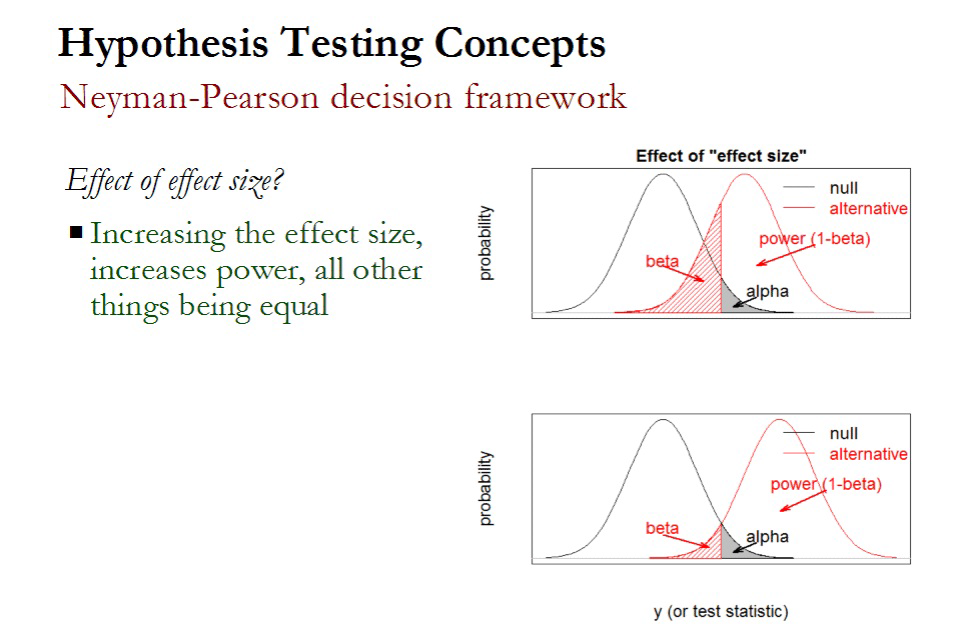 Hypothesis Testing Concepts
Neyman-Pearson decision framework
Effect of effect size?
Increasing the effect size,
increases power, all other
things being equal
Effect of "effect size"
probability
null
alternative
power (1-beta)
beta
alpha
probability
null
alternative
power (1-beta)
beta
alpha
y (or test statistic)